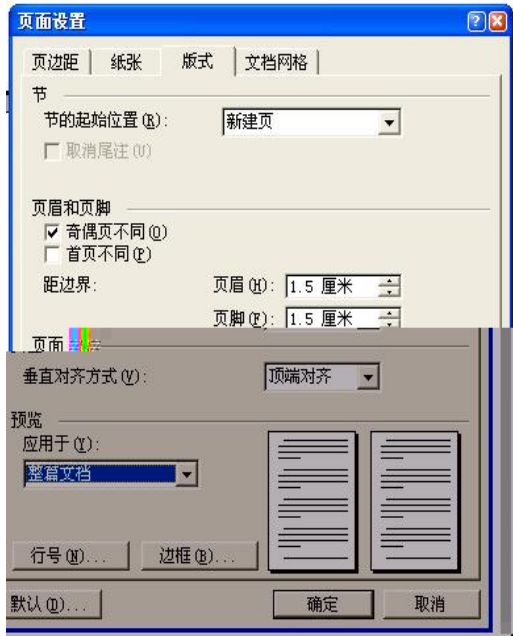 页面设置
页边距 纸张 版式 文档网格
节
节的起始位置(R): 新建页
取消尾注(U)
页眉和页脚
奇偶页不同(O)
首页不同(P)
距边界: 页眉(H): 1.5 厘米
页脚(F): 1.5 厘米
页面
垂直对齐方式(V): 顶端对齐
预览
应用于(Y):
整篇文档
行号(N)... 边框(B)...
默认(D)... 确定 取消